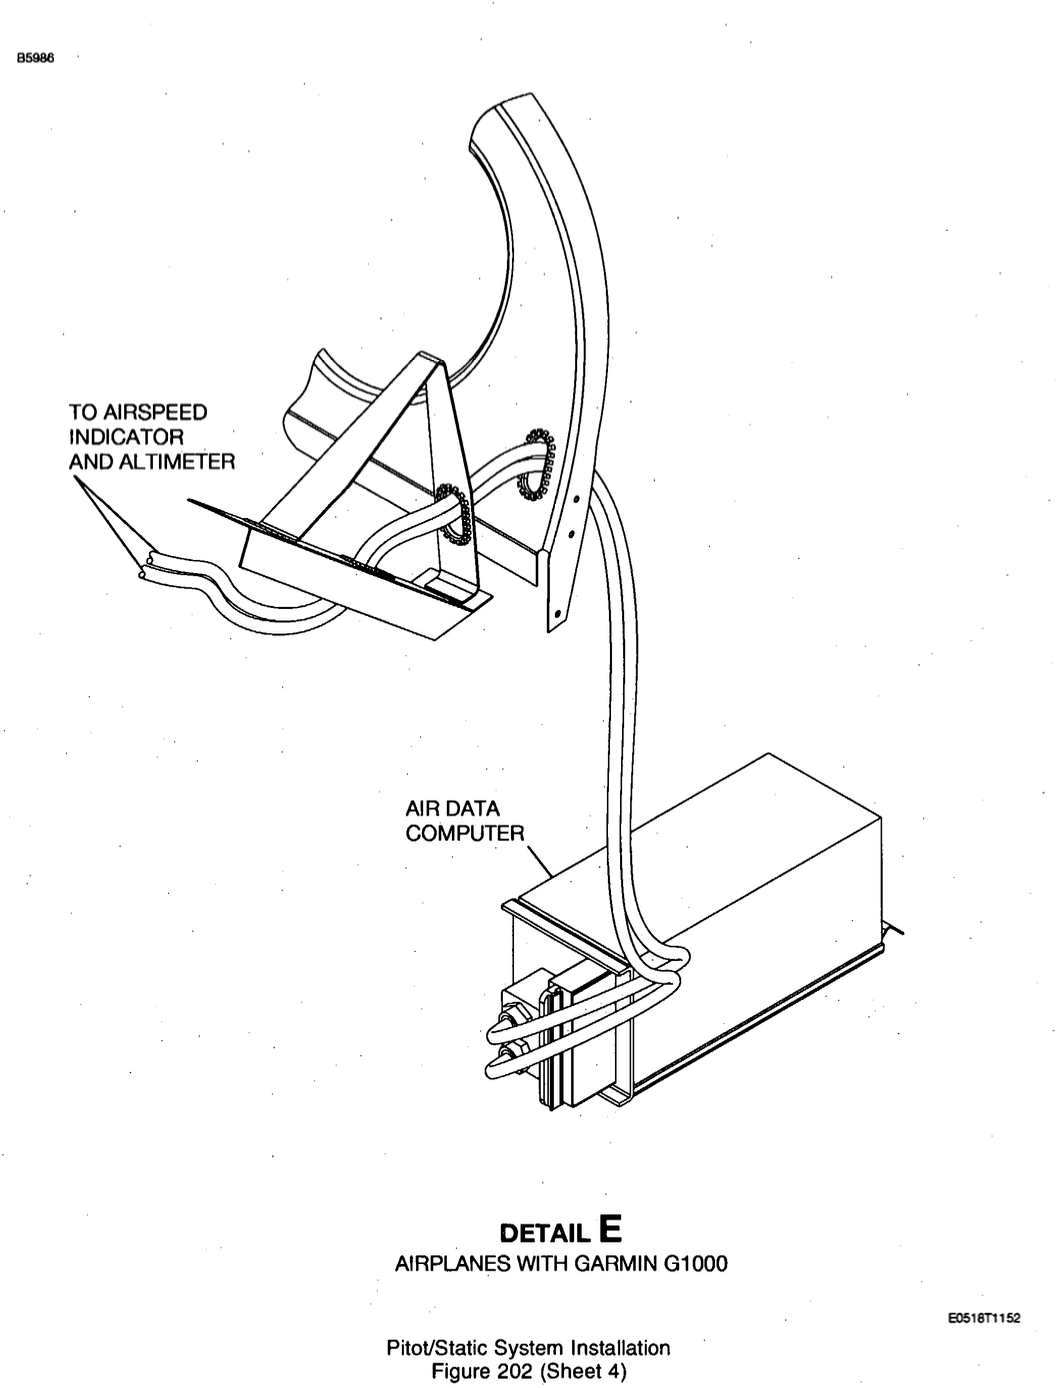 B5986
TO AIRSPEED
INDICATOR
AND ALTIMETER
AIR DATA
COMPUTER
DETAIL E
AIRPLANES WITH GARMIN G1000
E0518T1152
Pitot/Static System Installation
Figure 202 (Sheet 4)